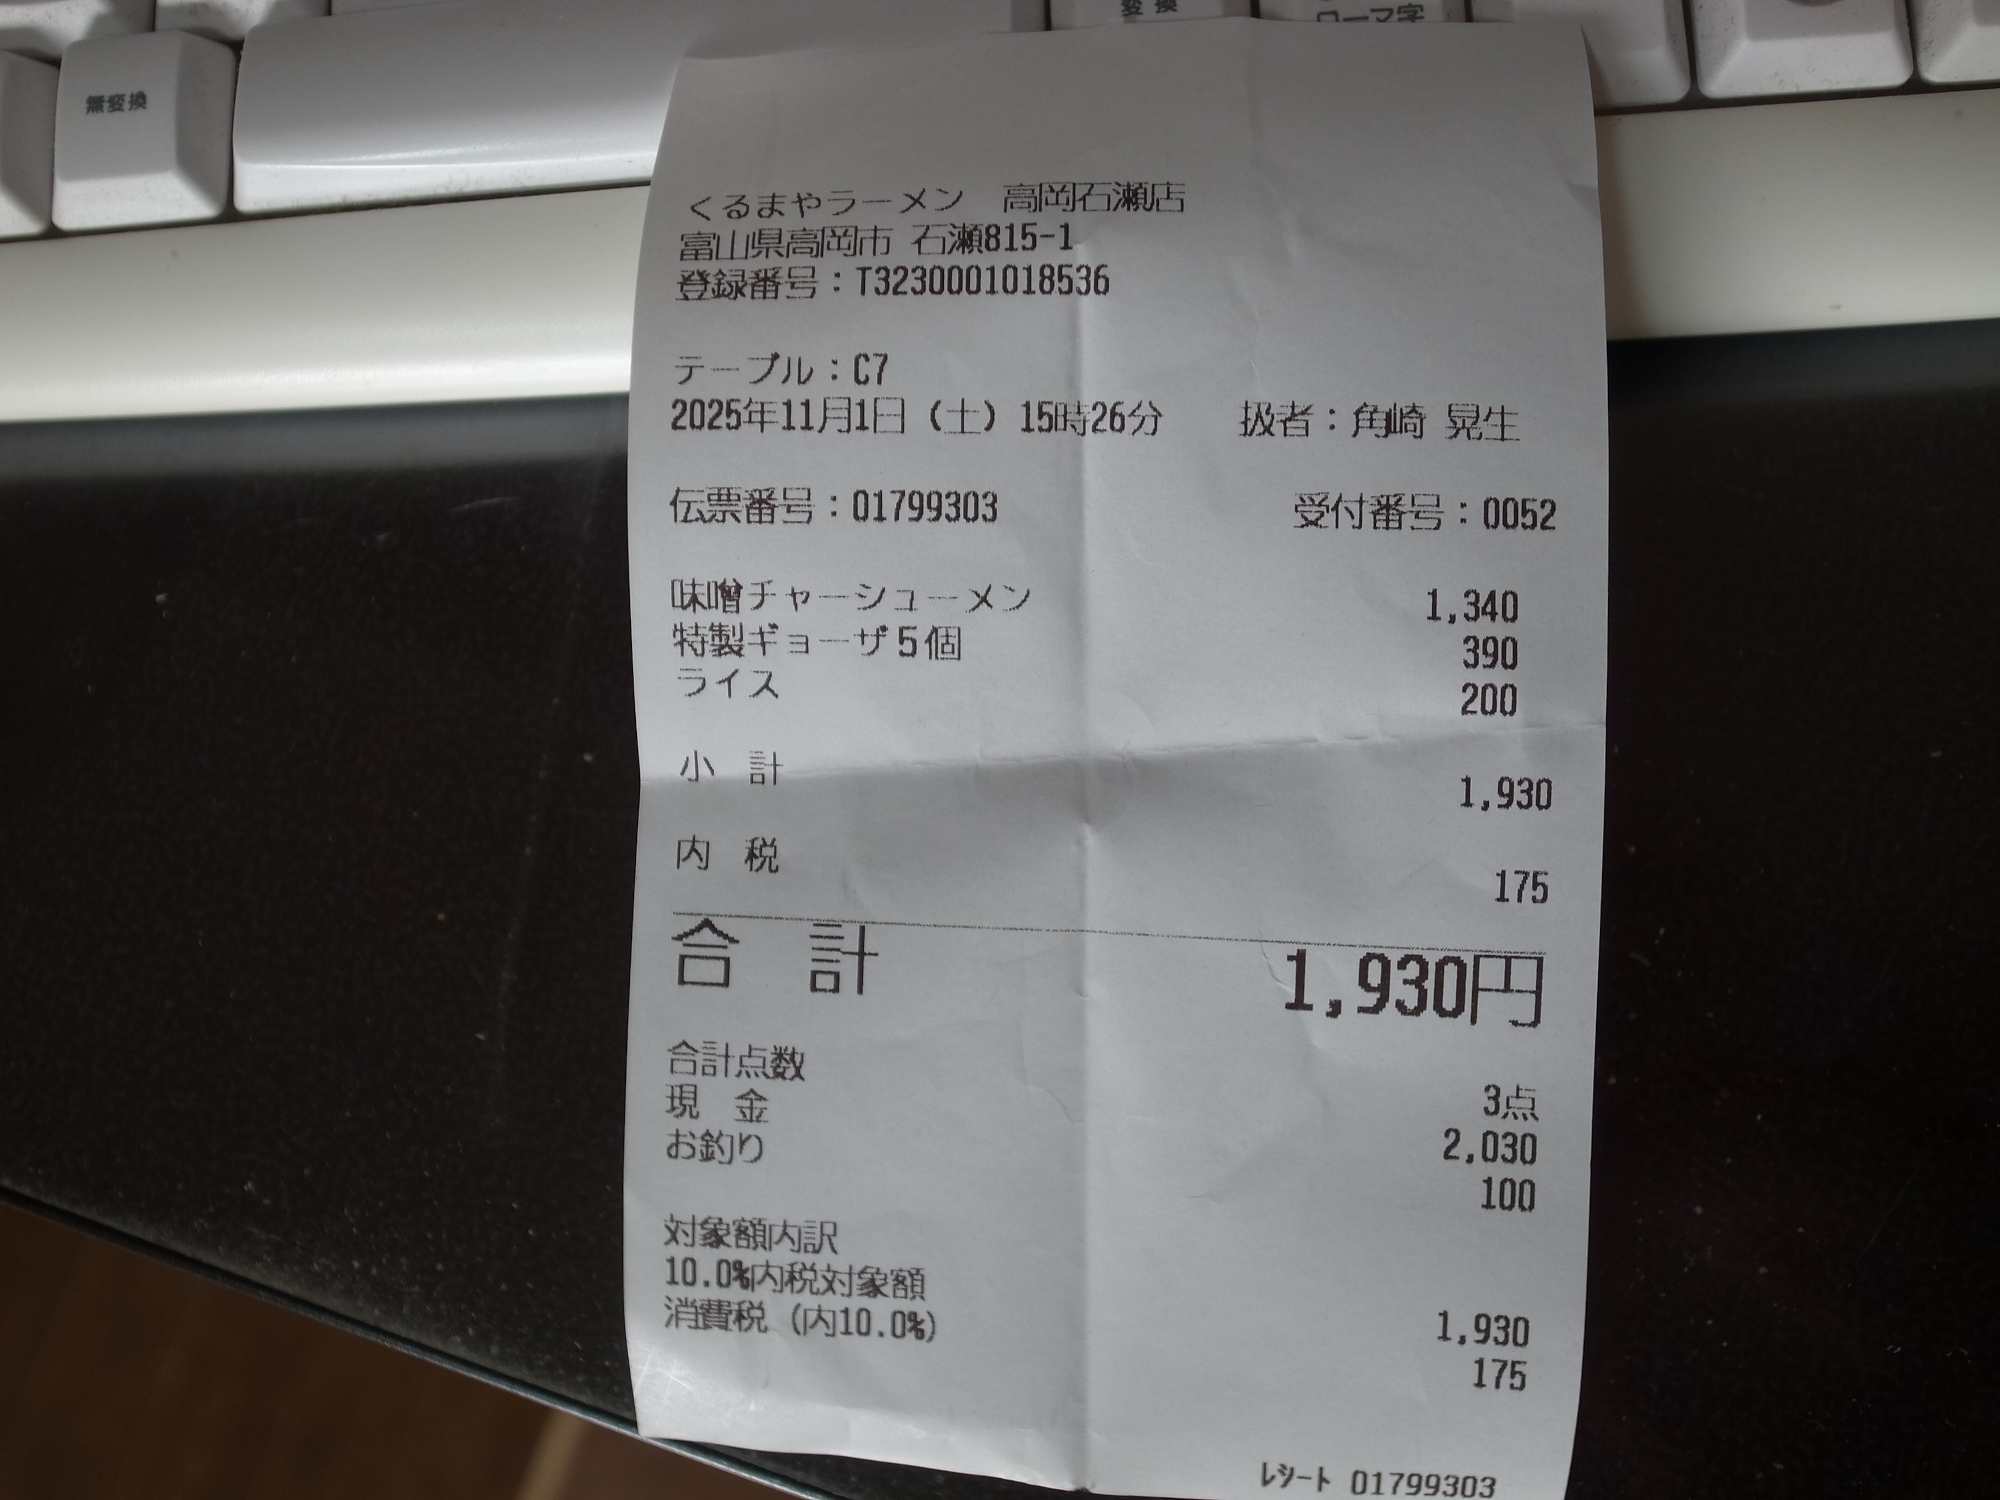 変換
ローマ字
無変換
くるまやラーメン 高岡石瀬店
富山県高岡市 石瀬815-1
登録番号：T3230001018536
テーブル：C7
2025年11月1日（土）15時26分 扱者：角崎 晃生
伝票番号：01799303 受付番号：0052
味噌チャーシューメン 1,340
特製ギョーザ5個 390
ライス 200
小 計 1,930
内 税 175
合 計 1,930円
合計点数 3点
現 金 2,030
お釣り 100
対象額内訳
10.0%内税対象額 1,930
消費税（内10.0%） 175
ﾚｼｰﾄ 01799303